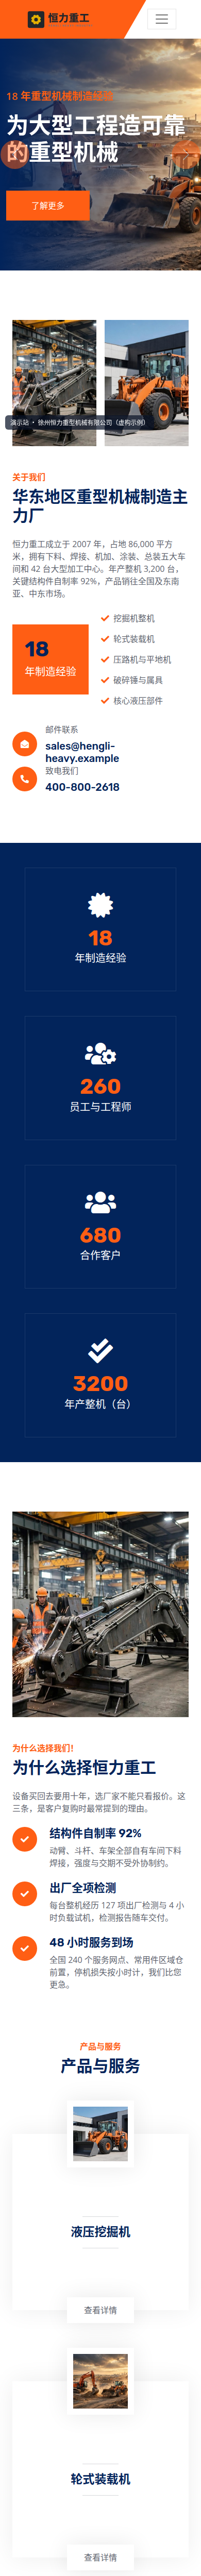 恒力重工
18 年重型机械制造经验
为大型工程造可靠
的重型机械
了解更多
演示站 · 徐州恒力重型机械有限公司（虚构示例）
关于我们
华东地区重型机械制造主
力厂
恒力重工成立于 2007 年，占地 86,000 平方
米，拥有下料、焊接、机加、涂装、总装五大车
间和 42 台大型加工中心。年产整机 3,200 台，
关键结构件自制率 92%，产品销往全国及东南
亚、中东市场。
18
年制造经验
挖掘机整机
轮式装载机
压路机与平地机
破碎锤与属具
核心液压部件
邮件联系
sales@hengli-
heavy.example
致电我们
400-800-2618
18
年制造经验
260
员工与工程师
680
合作客户
3200
年产整机（台）
为什么选择我们!
为什么选择恒力重工
设备买回去要用十年，选厂家不能只看报价。这
三条，是客户复购时最常提到的理由。
结构件自制率 92%
动臂、斗杆、车架全部自有车间下料
焊接，强度与交期不受外协制约。
出厂全项检测
每台整机经历 127 项出厂检测与 4 小
时负载试机，检测报告随车交付。
48 小时服务到场
全国 240 个服务网点、常用件区域仓
前置，停机损失按小时计，我们比您
更急。
产品与服务
产品与服务
液压挖掘机
查看详情
轮式装载机
查看详情